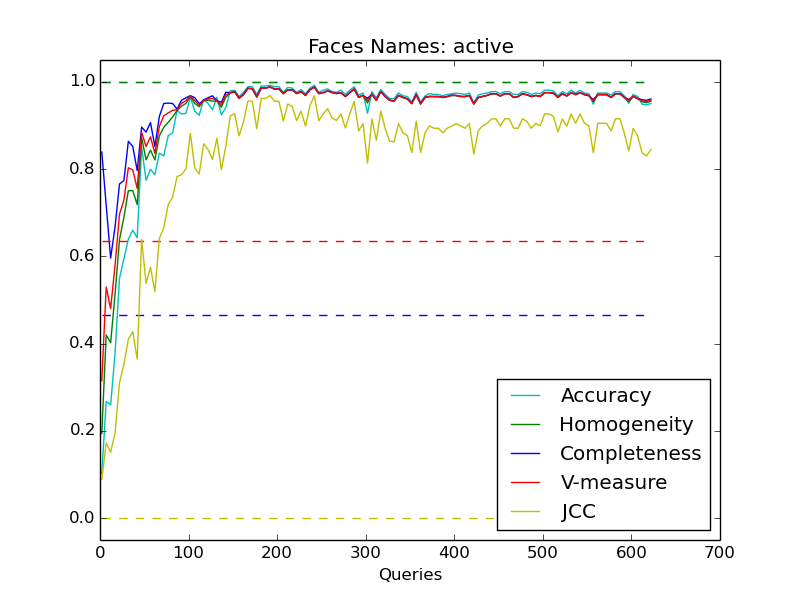 Faces Names: active
1.0
0.8
0.6
0.4
0.2
0.0
Accuracy
Homogeneity
Completeness
V-measure
JCC
0 100 200 300 400 500 600 700
Queries